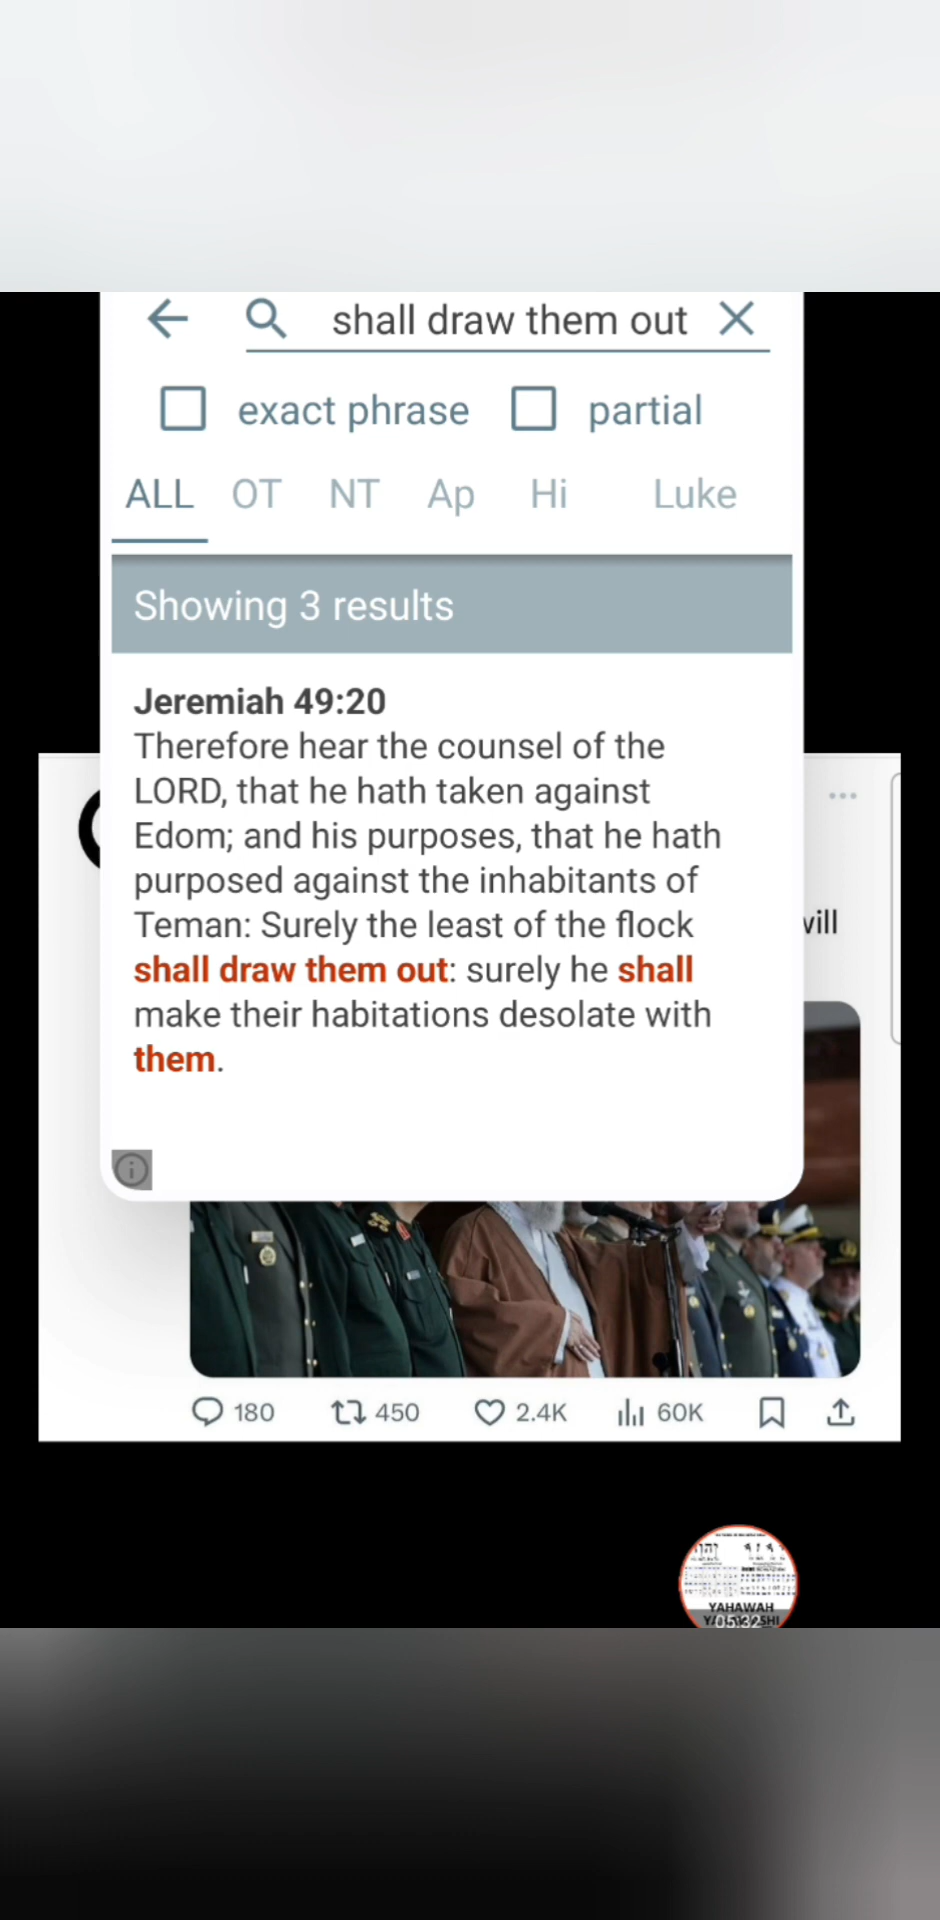 shall draw them out
exact phrase partial
ALL OT NT Ap Hi Luke
Showing 3 results
Jeremiah 49:20
Therefore hear the counsel of the
LORD, that he hath taken against
Edom; and his purposes, that he hath
purposed against the inhabitants of
Teman: Surely the least of the flock
shall draw them out: surely he shall
make their habitations desolate with
them.
180 450 2.4K 60K
YAHAWAH
05:32